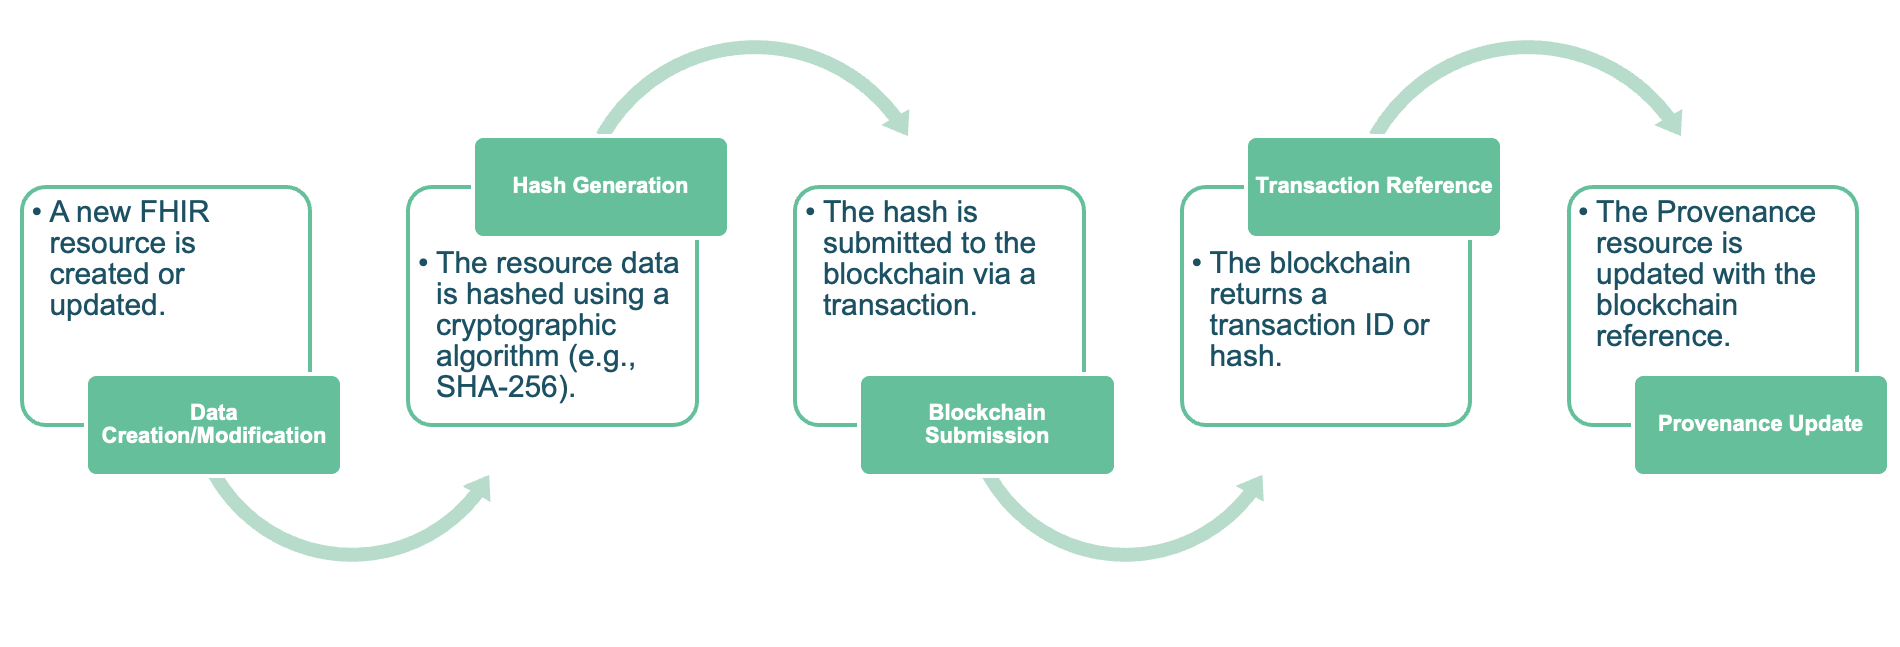 • A new FHIR
resource is
created or
updated.
Data
Creation/Modification
Hash Generation
• The resource data
is hashed using a
cryptographic
algorithm (e.g.,
SHA-256).
• The hash is
submitted to the
blockchain via a
transaction.
Blockchain
Submission
Transaction Reference
• The blockchain
returns a
transaction ID or
hash.
• The Provenance
resource is
updated with the
blockchain
reference.
Provenance Update